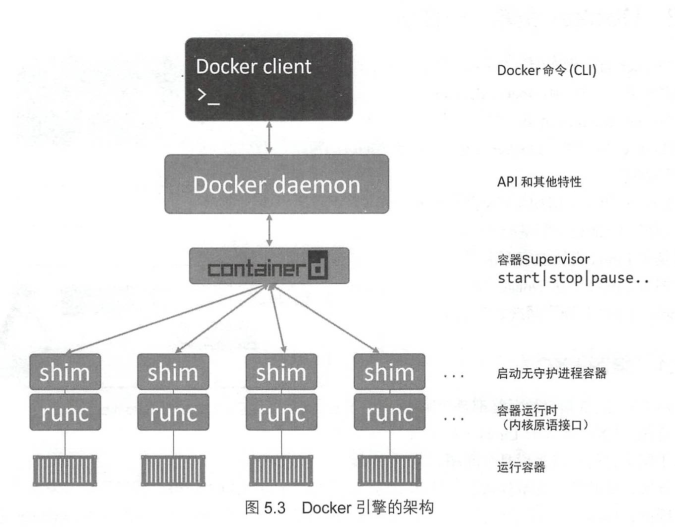 Docker client
>_
Docker命令(CLI)
Docker daemon
API 和其他特性
containerd
容器Supervisor
start|stop|pause..
shim shim shim shim ... 启动无守护进程容器
runc runc runc runc ... 容器运行时
（内核原语接口）
运行容器
图 5.3 Docker 引擎的架构